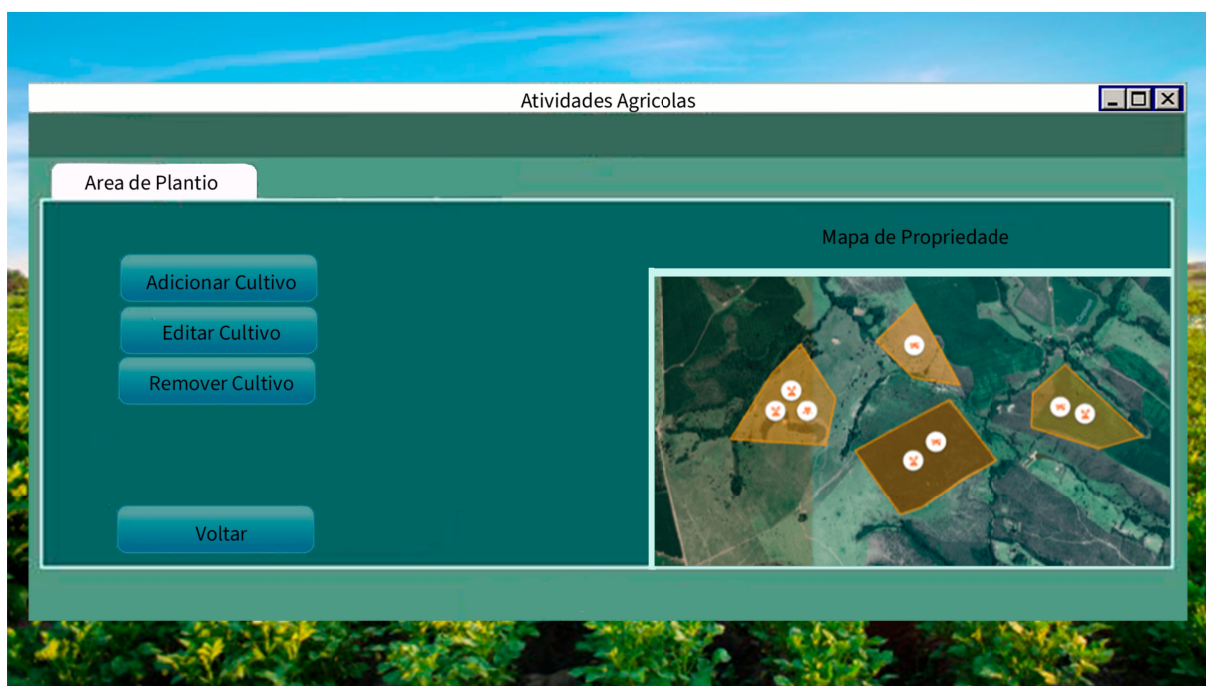 Atividades Agricolas
Area de Plantio
Mapa de Propriedade
Adicionar Cultivo
Editar Cultivo
Remover Cultivo
Voltar